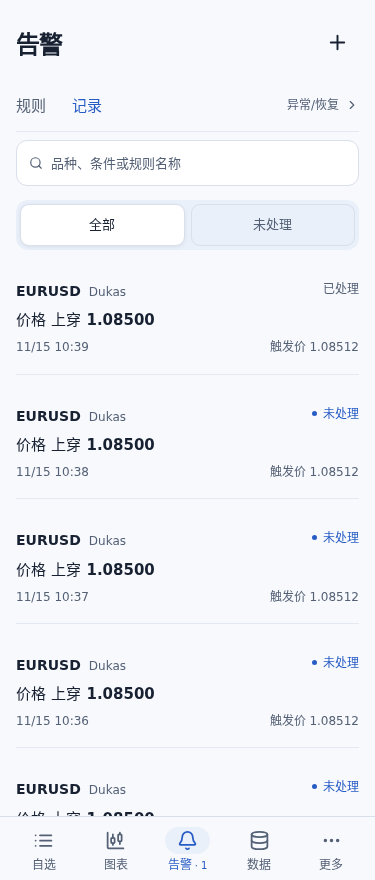 告警
规则 记录 异常/恢复
品种、条件或规则名称
全部 未处理
EURUSD Dukas 已处理
价格 上穿 1.08500
11/15 10:39 触发价 1.08512
EURUSD Dukas 未处理
价格 上穿 1.08500
11/15 10:38 触发价 1.08512
EURUSD Dukas 未处理
价格 上穿 1.08500
11/15 10:37 触发价 1.08512
EURUSD Dukas 未处理
价格 上穿 1.08500
11/15 10:36 触发价 1.08512
EURUSD Dukas 未处理
价格 上穿 1.08500
自选 图表 告警 · 1 数据 更多